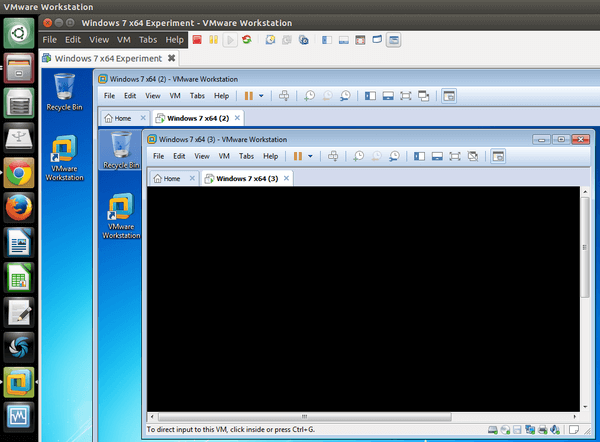 VMware Workstation
Windows 7 x64 Experiment - VMware Workstation
File Edit View VM Tabs Help
Windows 7 x64 Experiment
Recycle Bin
VMware
Workstation
Windows 7 x64 (2) - VMware Workstation
File Edit View VM Tabs Help
Home Windows 7 x64 (2)
Recycle Bin
VMware
Workstation
Windows 7 x64 (3) - VMware Workstation
File Edit View VM Tabs Help
Home Windows 7 x64 (3)
To direct input to this VM, click inside or press Ctrl+G.